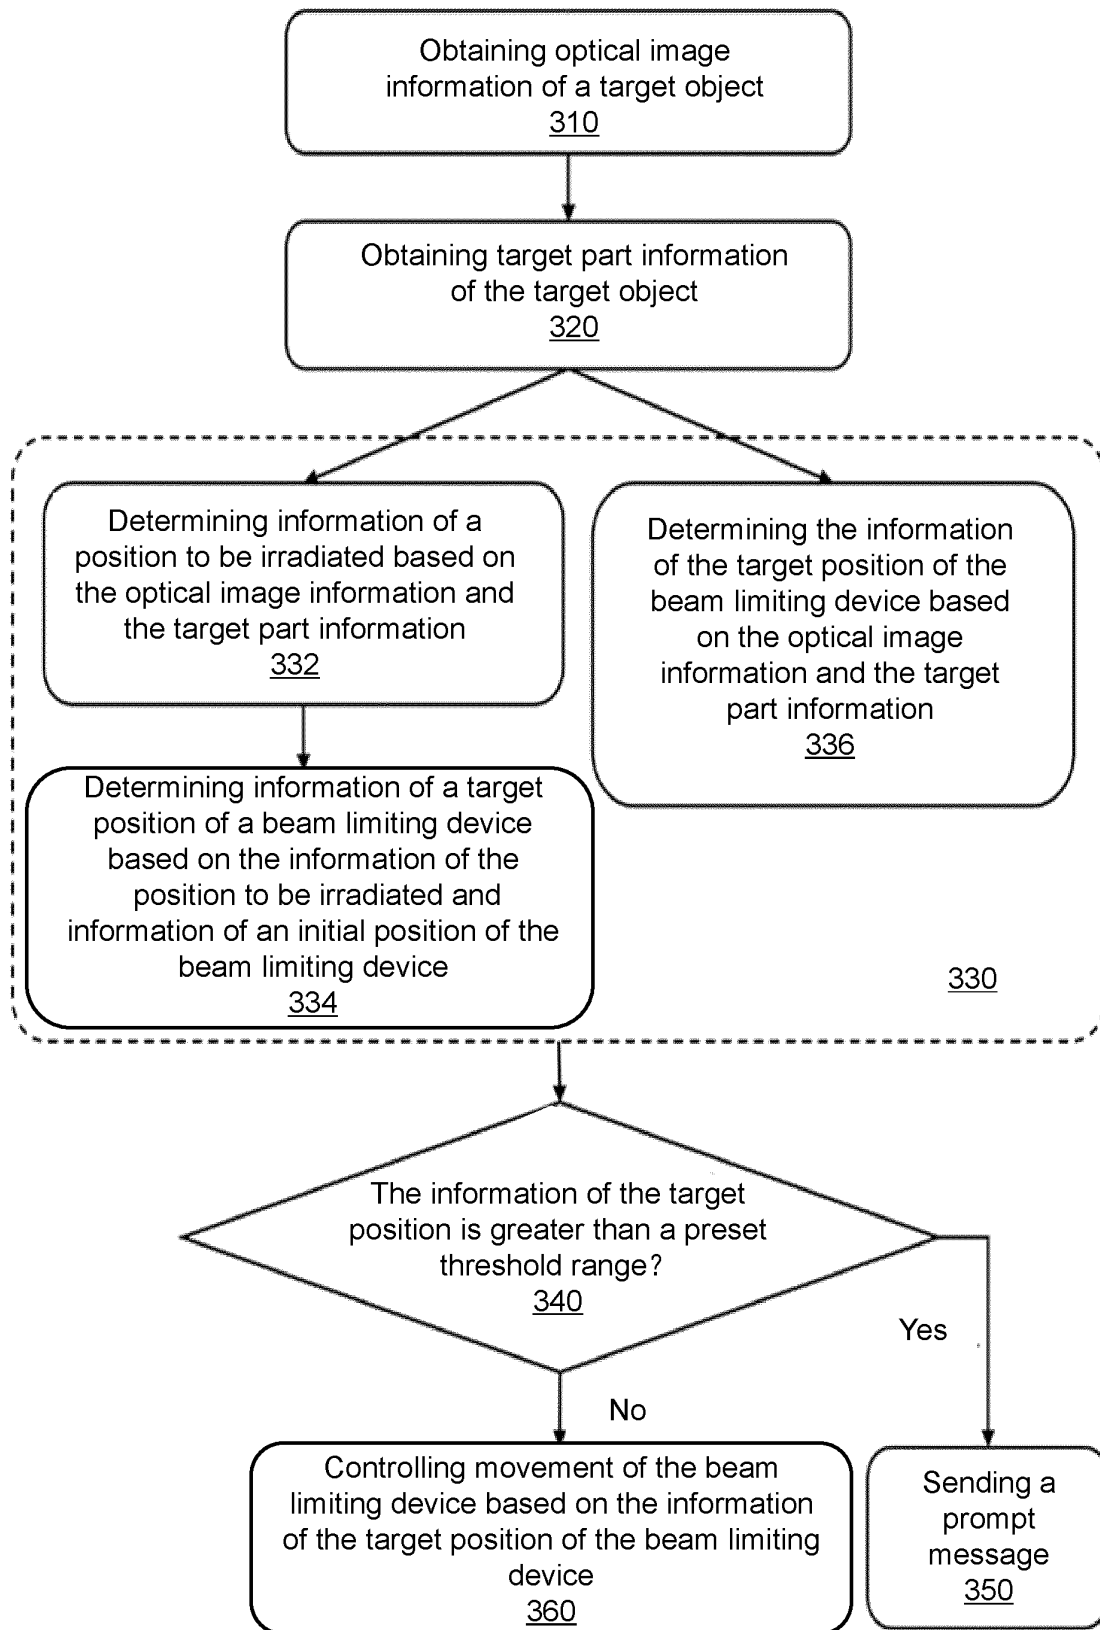 Obtaining optical image
information of a target object
310
Obtaining target part information
of the target object
320
Determining information of a
position to be irradiated based on
the optical image information and
the target part information
332
Determining information of a target
position of a beam limiting device
based on the information of the
position to be irradiated and
information of an initial position of the
beam limiting device
334
Determining the information
of the target position of the
beam limiting device based
on the optical image
information and the target
part information
336
330
The information of the target
position is greater than a preset
threshold range?
340
Yes
No
Controlling movement of the beam
limiting device based on the information
of the target position of the beam limiting
device
360
Sending a
prompt
message
350